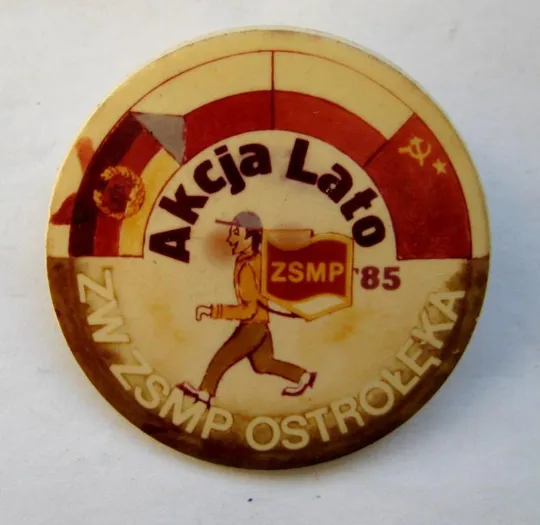 Akcja Lato
ZSMP '85
ZW ZSMP OSTROŁĘKA